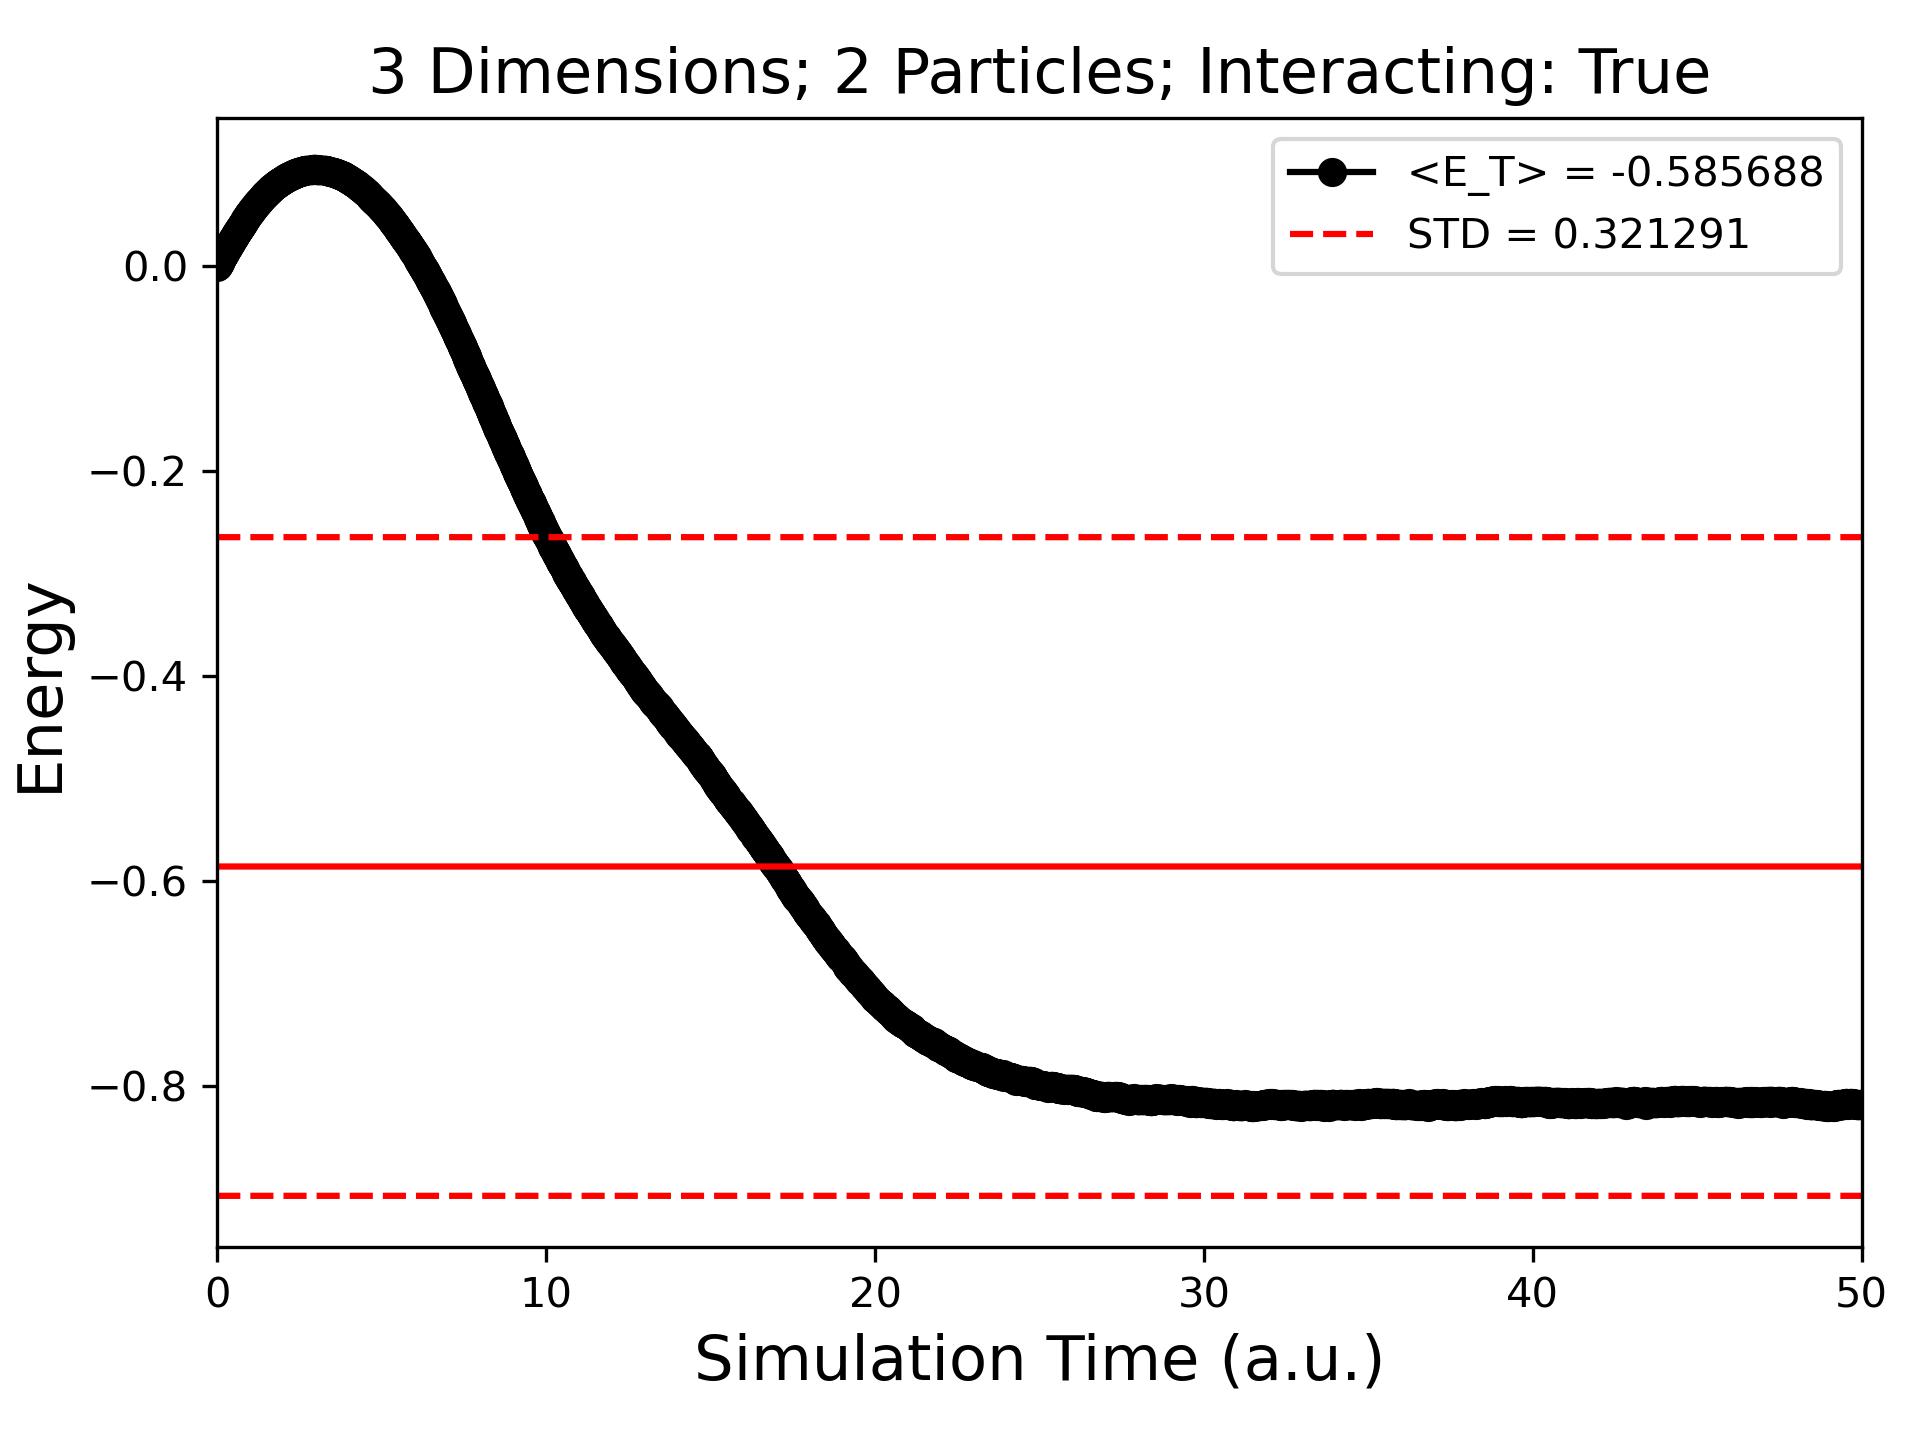 3 Dimensions; 2 Particles; Interacting: True
<E_T> = -0.585688
STD = 0.321291
0.0
−0.2
−0.4
−0.6
−0.8
Energy
0 10 20 30 40 50
Simulation Time (a.u.)